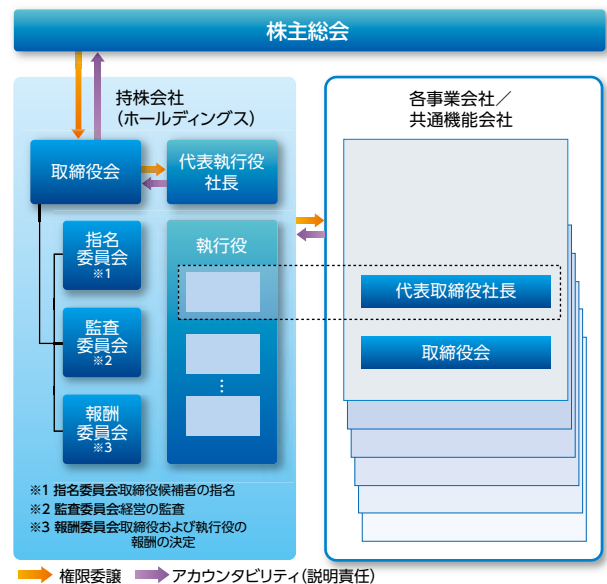 株主総会
持株会社
(ホールディングス)
取締役会
代表執行役
社長
指名
委員会
※1
監査
委員会
※2
報酬
委員会
※3
執行役
⋮
※1 指名委員会:取締役候補者の指名
※2 監査委員会:経営の監査
※3 報酬委員会:取締役および執行役の
報酬の決定
各事業会社/
共通機能会社
代表取締役社長
取締役会
権限委譲
アカウンタビリティ(説明責任)